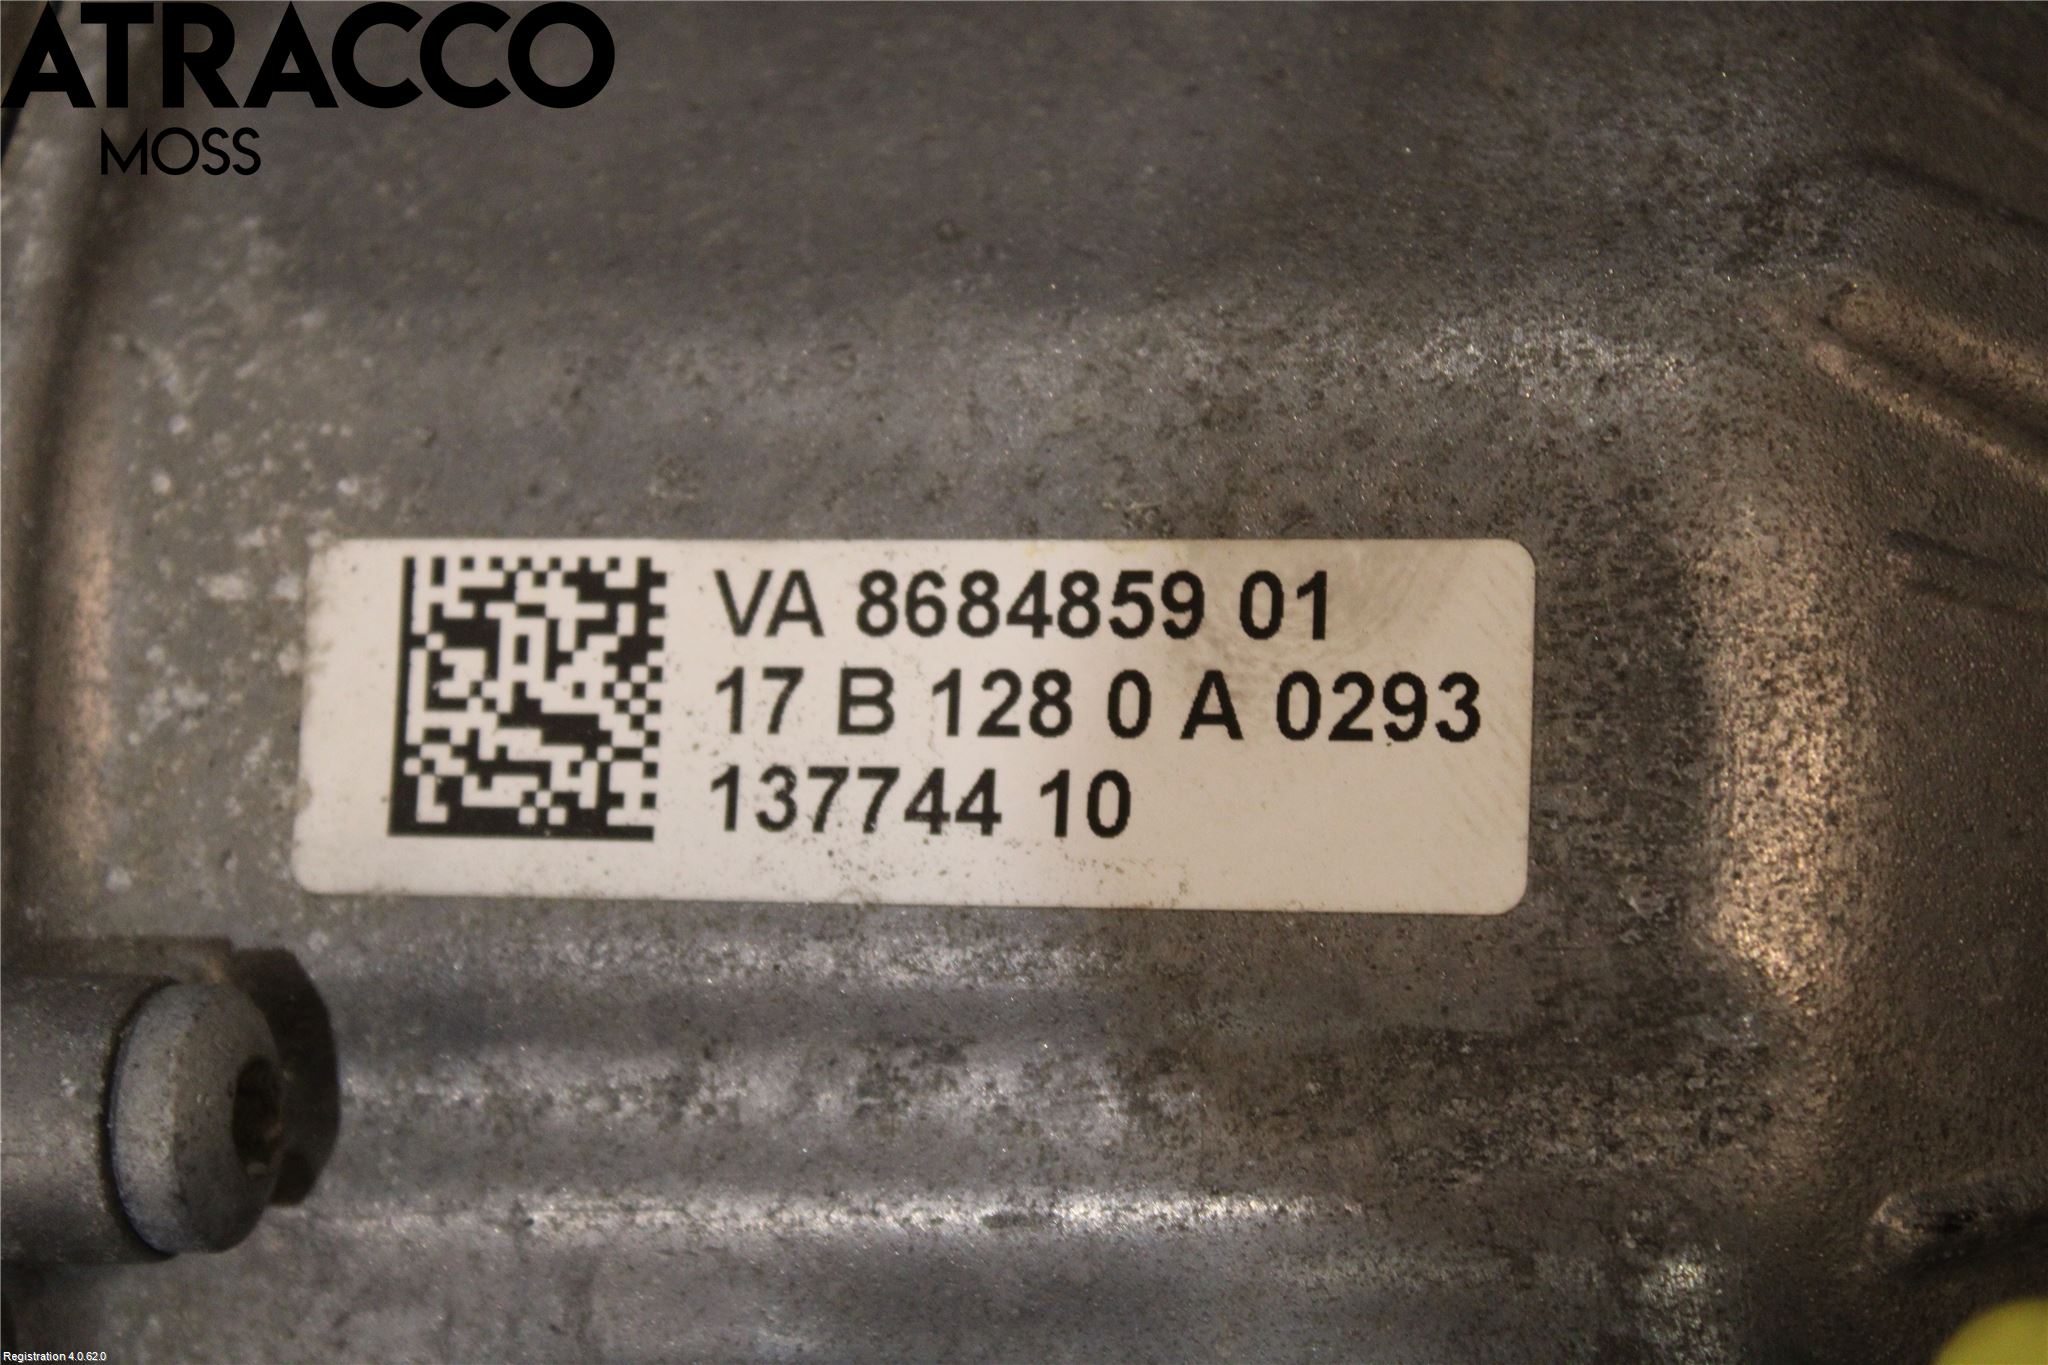 ATRACCO
MOSS
VA 8684859 01
17 B 128 0 A 0293
137744 10
Registration 4.0.62.0